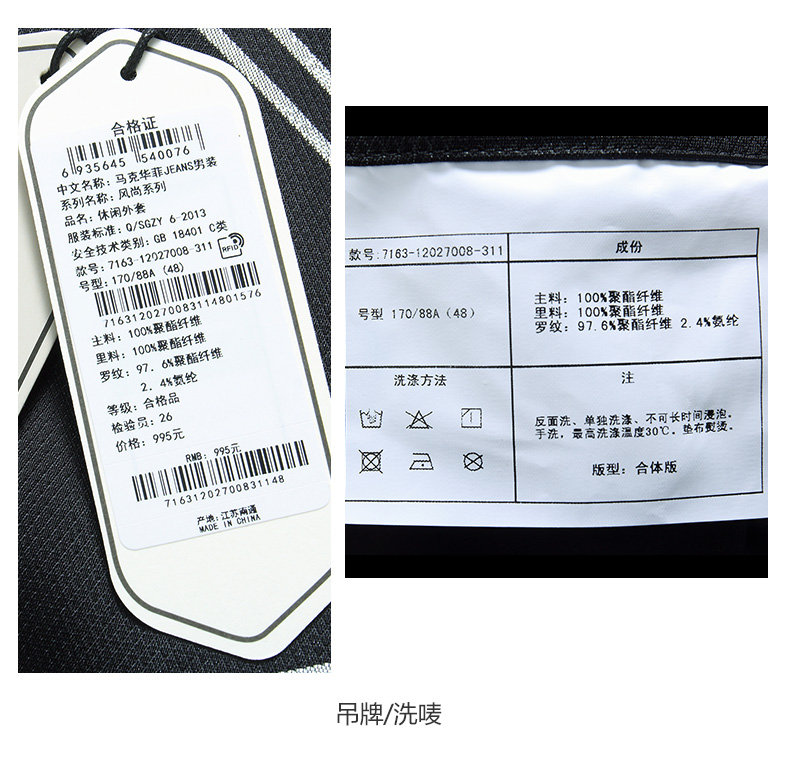 合格证
6 935645 540076
中文名称: 马克华菲JEANS男装
系列名称: 风尚系列
品名: 休闲外套
服装标准: Q/SGZY 6-2013
安全技术类别: GB 18401 C类
款号: 7163-12027008-311
RFID
号型: 170/88A (48)
716312027008311480​1576
主料: 100%聚酯纤维
里料: 100%聚酯纤维
罗纹: 97.6%聚酯纤维
2.4%氨纶
等级: 合格品
检验员: 26
价格: 995元
RMB: 995元
71631202700831148
产地: 江苏南通
MADE IN CHINA
款号.7163-12027008-311
成份
号型 170/88A (48)
主料: 100%聚酯纤维
里料: 100%聚酯纤维
罗纹: 97.6%聚酯纤维 2.4%氨纶
洗涤方法
注
反面洗、单独洗涤、不可长时间浸泡。
手洗，最高洗涤温度30℃。垫布熨烫。
版型: 合体版
吊牌/洗唛